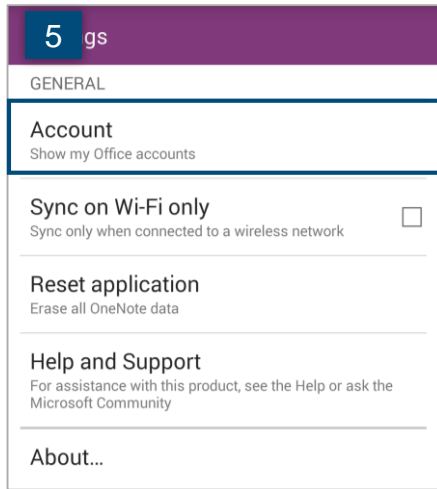 5 gs
GENERAL
Account
Show my Office accounts
Sync on Wi-Fi only
Sync only when connected to a wireless network
Reset application
Erase all OneNote data
Help and Support
For assistance with this product, see the Help or ask the
Microsoft Community
About...